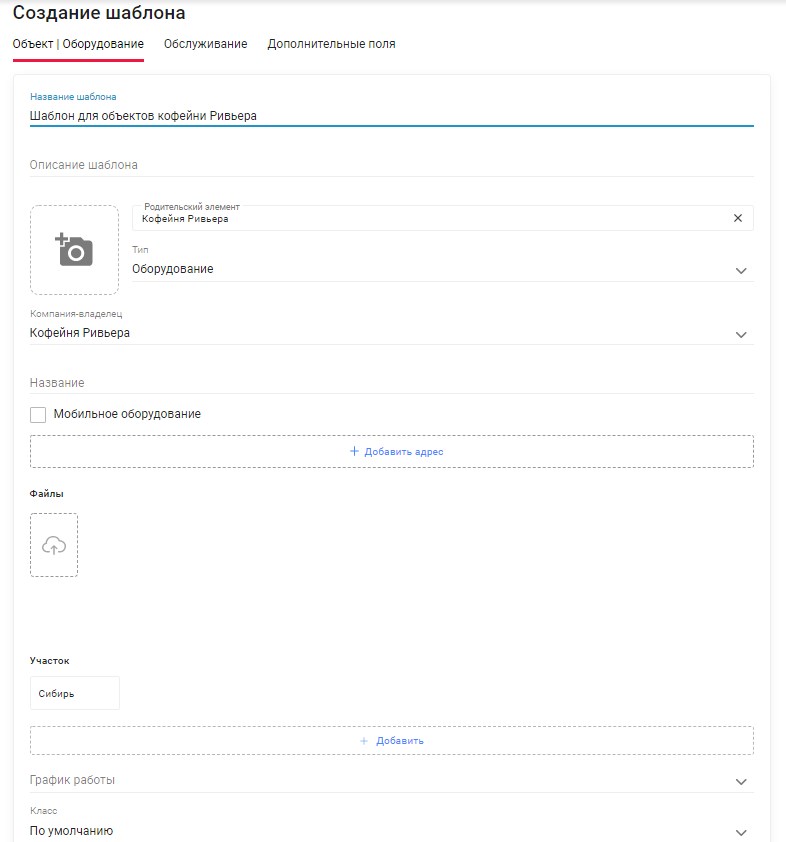 Создание шаблона
Объект | Оборудование Обслуживание Дополнительные поля
Название шаблона
Шаблон для объектов кофейни Ривьера
Описание шаблона
Родительский элемент
Кофейня Ривьера
Тип
Оборудование
Компания-владелец
Кофейня Ривьера
Название
Мобильное оборудование
+ Добавить адрес
Файлы
Участок
Сибирь
+ Добавить
График работы
Класс
По умолчанию